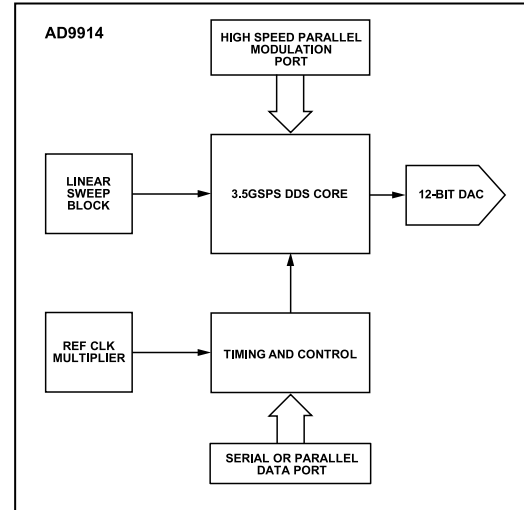 AD9914
HIGH SPEED PARALLEL
MODULATION
PORT
LINEAR
SWEEP
BLOCK
3.5GSPS DDS CORE
12-BIT DAC
REF CLK
MULTIPLIER
TIMING AND CONTROL
SERIAL OR PARALLEL
DATA PORT